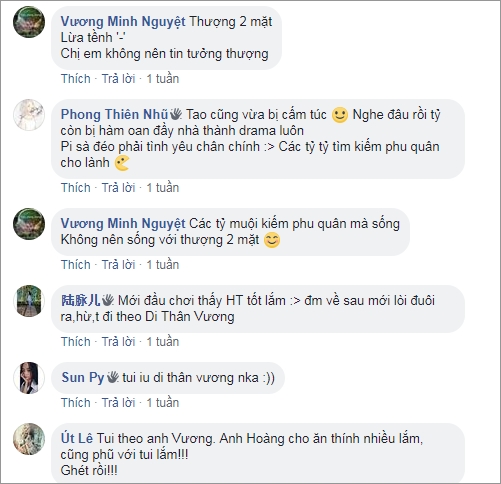 Vương Minh Nguyệt Thượng 2 mặt
Lừa tềnh '-'
Chị em không nên tin tưởng thượng
Thích · Trả lời · 1 tuần
Phong Thiên Nhũ Tao cũng vừa bị cấm túc 🙂 Nghe đâu rồi tỷ
còn bị hàm oan đầy nhà thành drama luôn
Pi sà đéo phải tình yêu chân chính :> Các tỷ tỷ tìm kiếm phu quân
cho lành
Thích · Trả lời · 1 tuần
Vương Minh Nguyệt Các tỷ muội kiếm phu quân mà sống
Không nên sống với thượng 2 mặt 😊
Thích · Trả lời · 1 tuần
陆脉儿 Mới đầu chơi thấy HT tốt lắm :> đm về sau mới lòi đuôi
ra,hừ,t đi theo Di Thân Vương
Thích · Trả lời · 1 tuần
Sun Py tui iu di thân vương nka :))
Thích · Trả lời · 1 tuần
Út Lê Tui theo anh Vương. Anh Hoàng cho ăn thính nhiều lắm,
cũng phũ với tui lắm!!!
Ghét rồi!!!